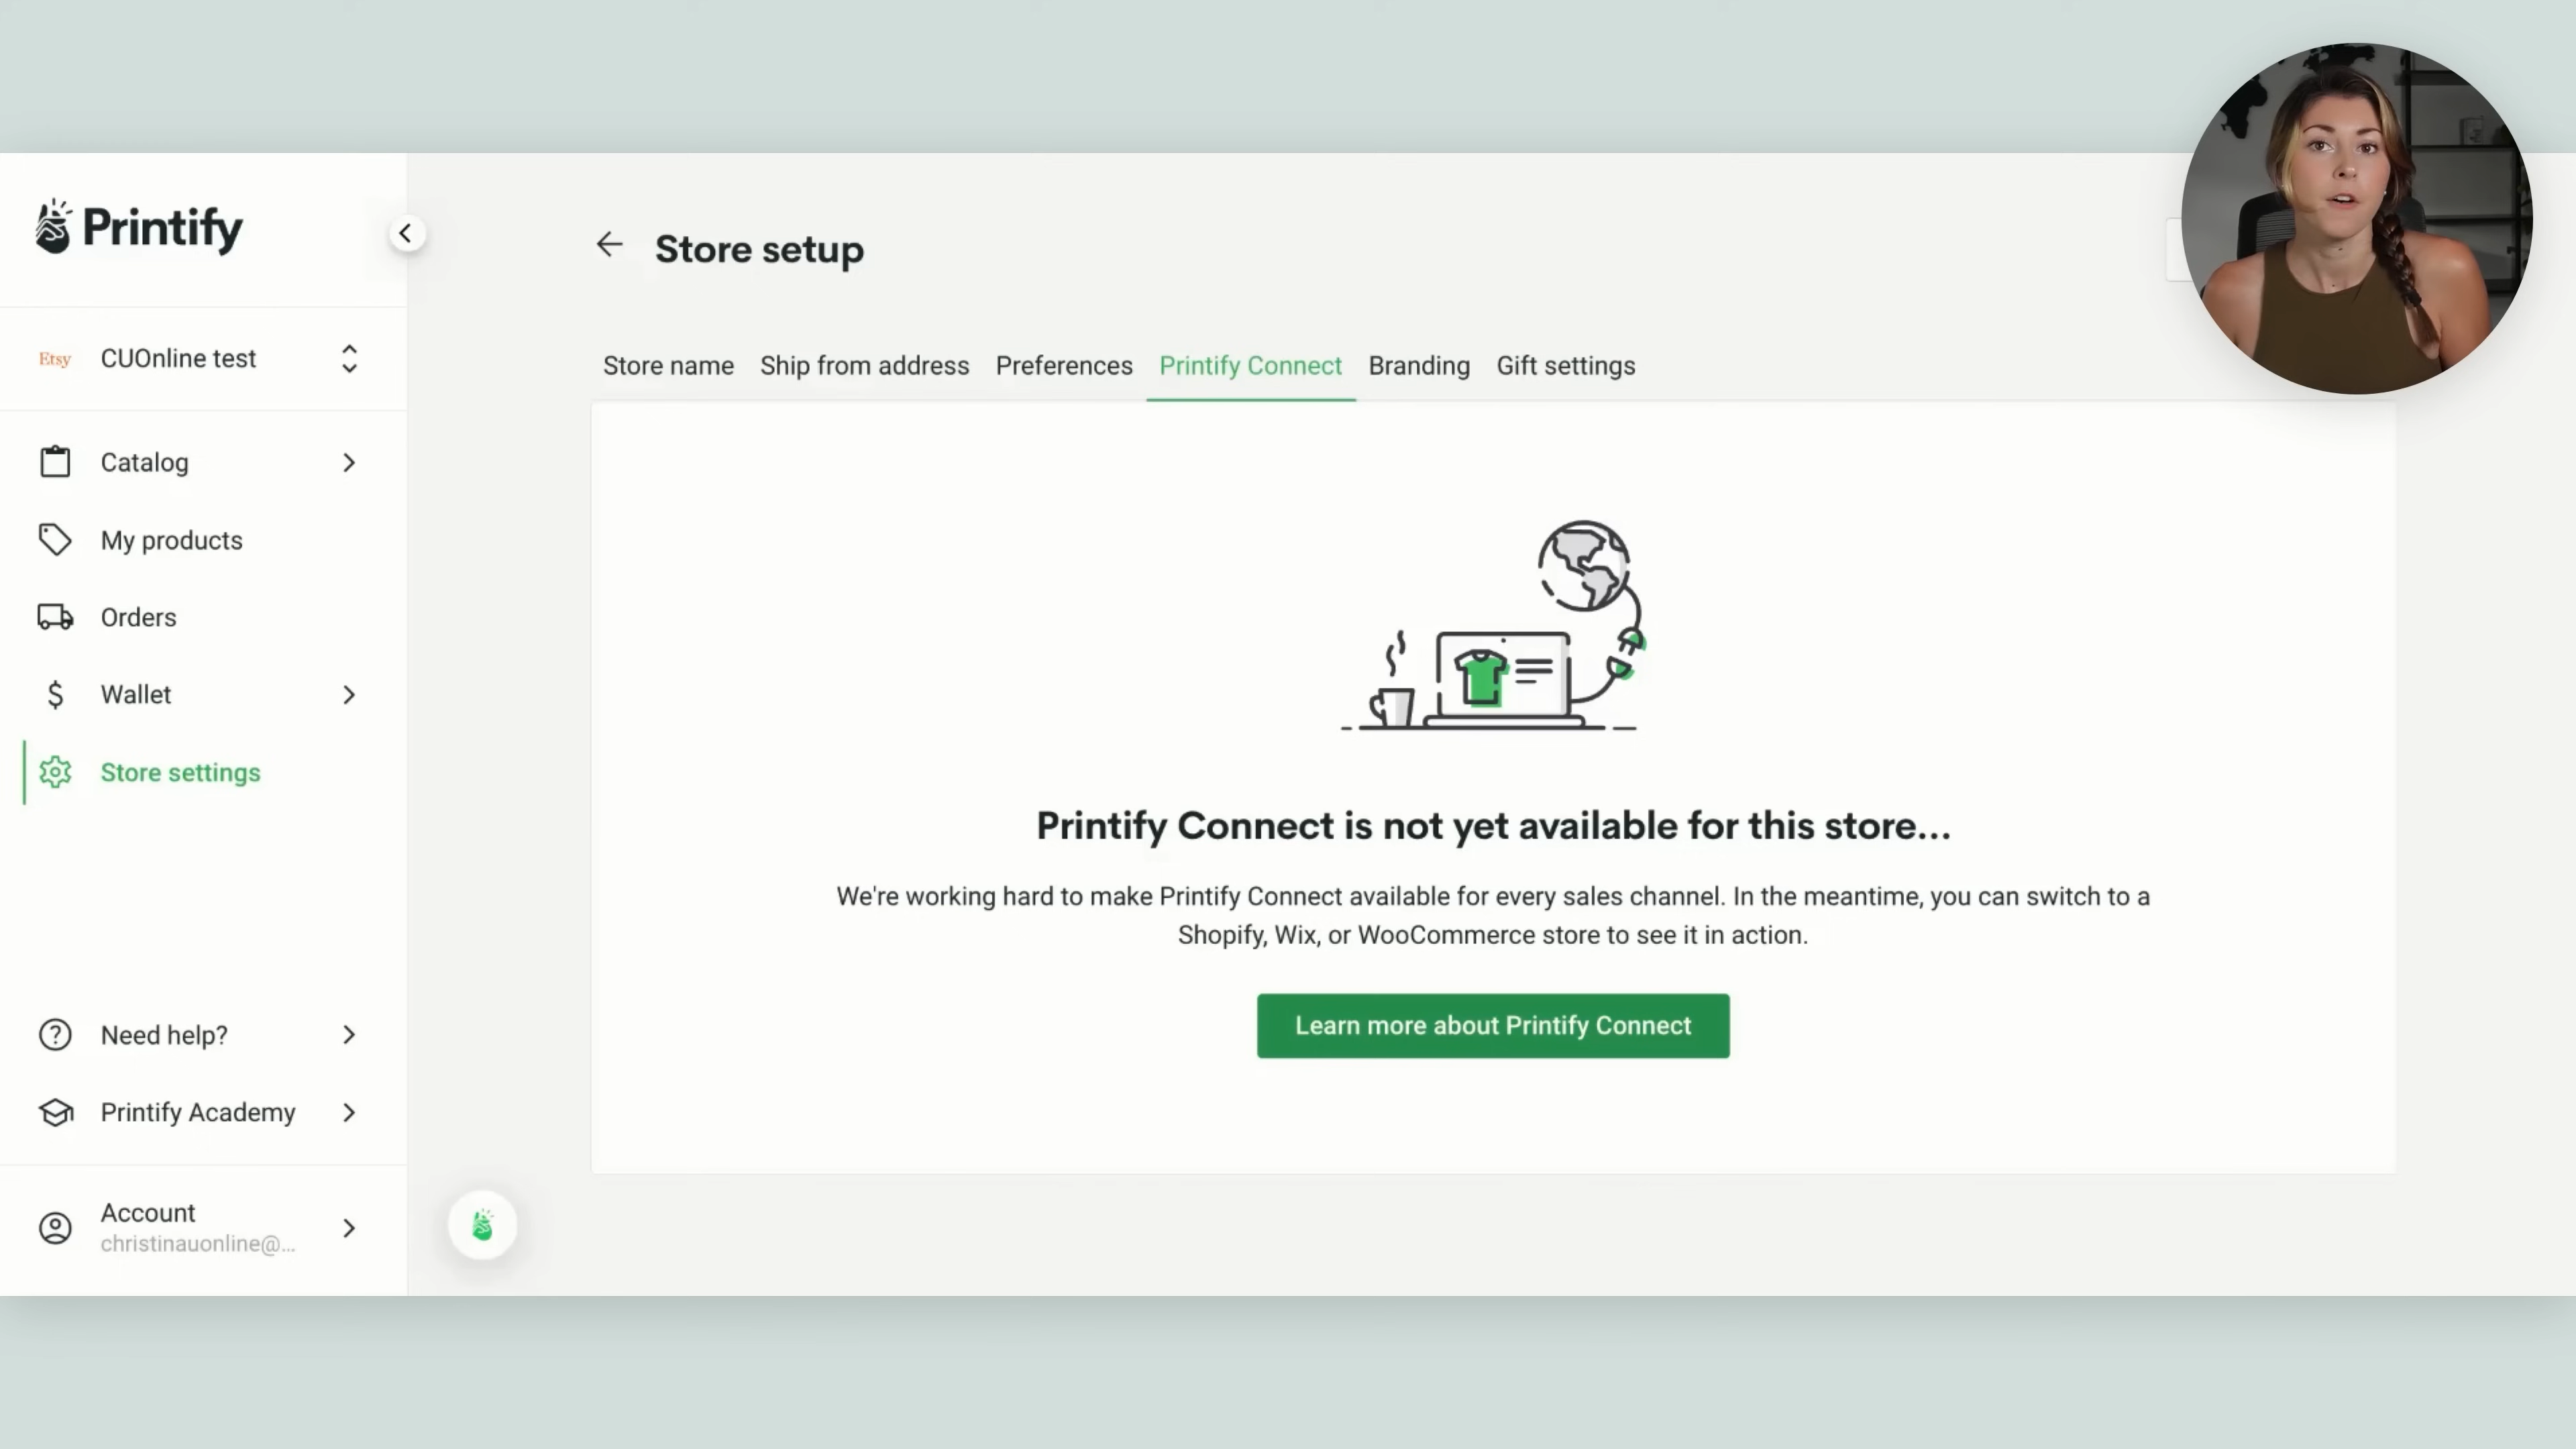 Printify
Etsy CUOnline test
Catalog
My products
Orders
$ Wallet
Store settings
Need help?
Printify Academy
Account
christinauonline@...
Store setup
Store name Ship from address Preferences Printify Connect Branding Gift settings
Printify Connect is not yet available for this store...
We're working hard to make Printify Connect available for every sales channel. In the meantime, you can switch to a
Shopify, Wix, or WooCommerce store to see it in action.
Learn more about Printify Connect